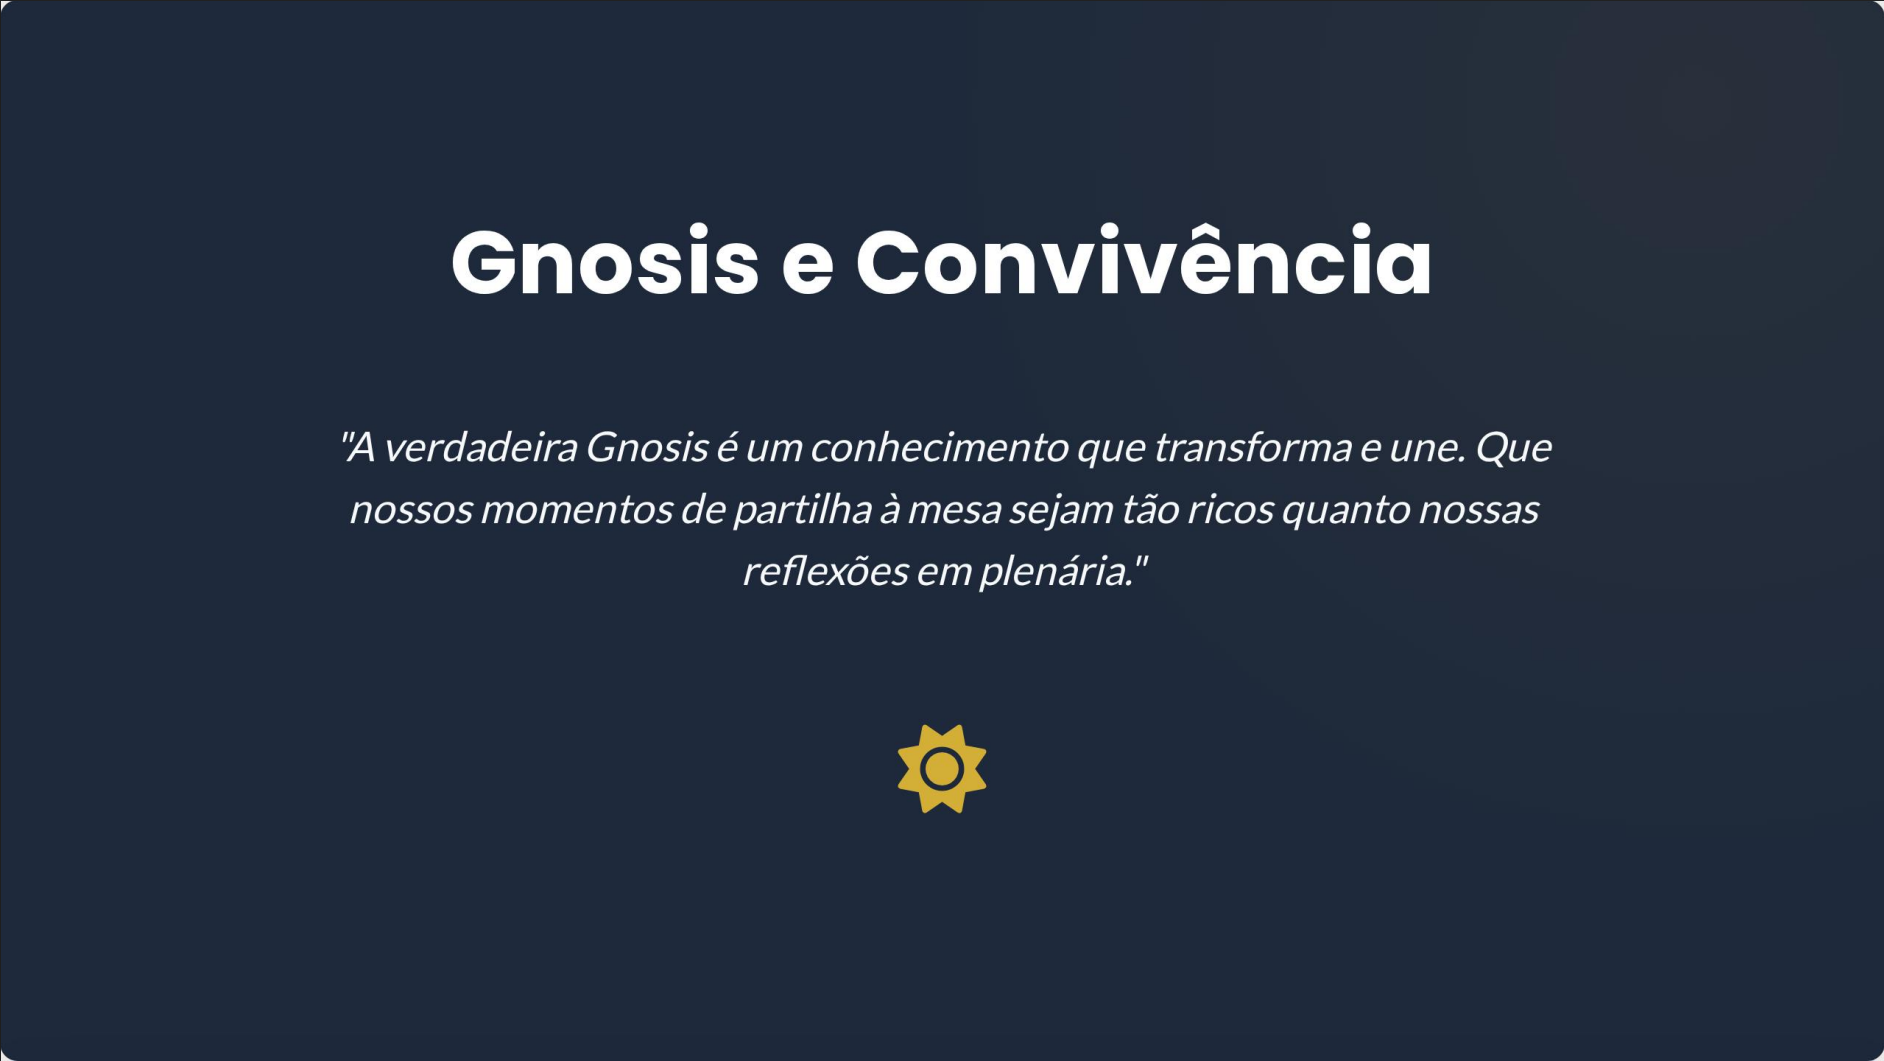 Gnosis e Convivência
"A verdadeira Gnosis é um conhecimento que transforma e une. Que
nossos momentos de partilha à mesa sejam tão ricos quanto nossas
reflexões em plenária."